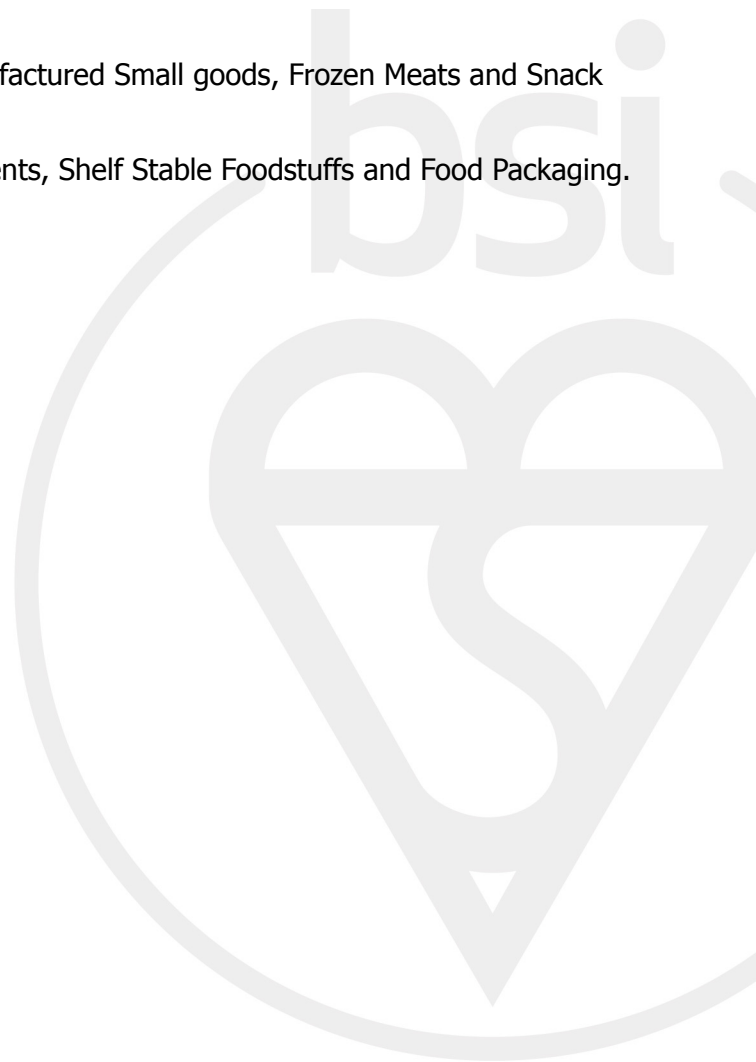 bsi
factured Small goods, Frozen Meats and Snack
ents, Shelf Stable Foodstuffs and Food Packaging.